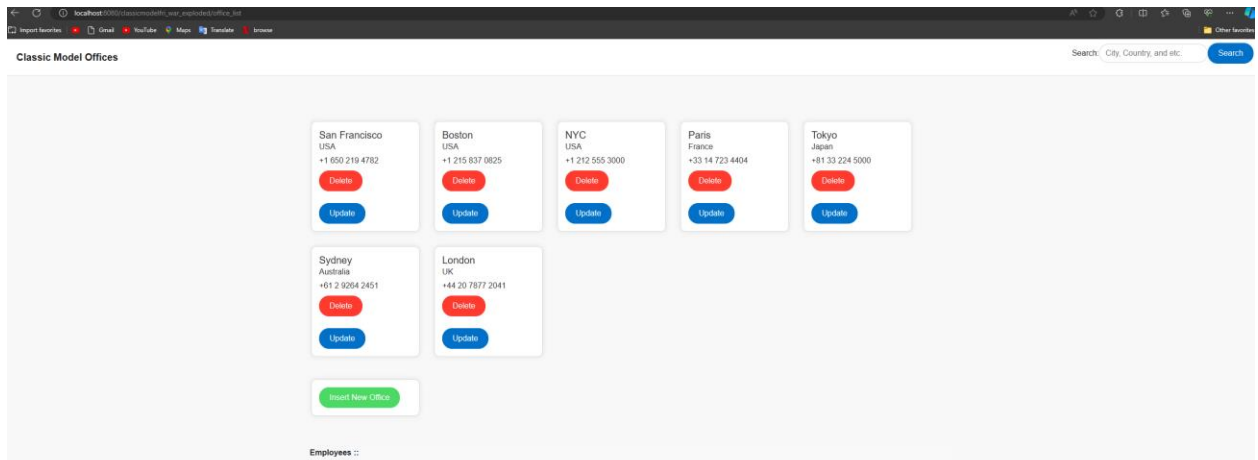 localhost:8080/classicmodelfri_war_exploded/office_list
Import favorites Gmail YouTube Maps Translate browse Other favorites
Classic Model Offices Search: City, Country, and etc. Search
San Francisco Boston NYC Paris Tokyo
USA USA USA France Japan
+1 650 219 4782 +1 215 837 0825 +1 212 555 3000 +33 14 723 4404 +81 33 224 5000
Delete Delete Delete Delete Delete
Update Update Update Update Update
Sydney London
Australia UK
+61 2 9264 2451 +44 20 7877 2041
Delete Delete
Update Update
Insert New Office
Employees ::